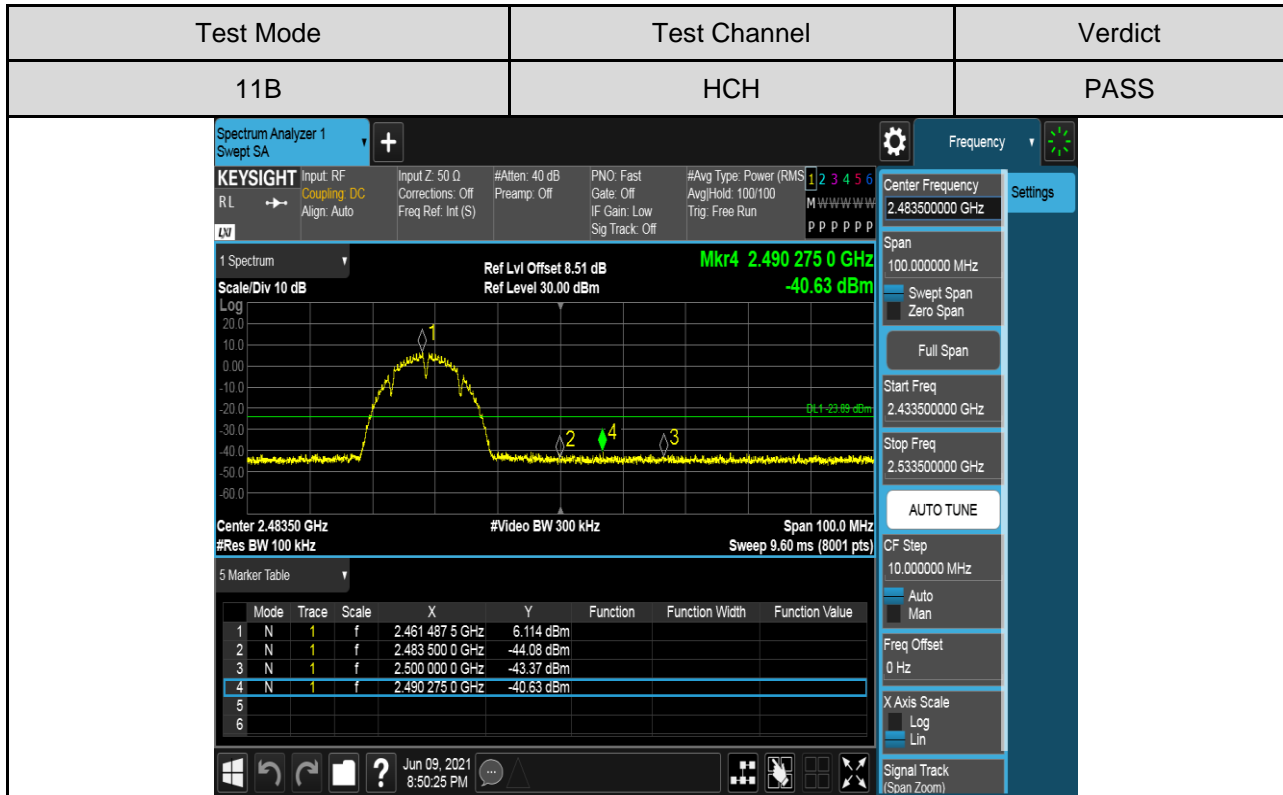 Test Mode Test Channel Verdict
11B HCH PASS
Spectrum Analyzer 1
Swept SA
+
Frequency
KEYSIGHT
RL
LXI
Input: RF
Coupling: DC
Align: Auto
Input Z: 50 Ω
Corrections: Off
Freq Ref: Int (S)
#Atten: 40 dB
Preamp: Off
PNO: Fast
Gate: Off
IF Gain: Low
Sig Track: Off
#Avg Type: Power (RMS
Avg|Hold: 100/100
Trig: Free Run
1 2 3 4 5 6
M W W W W W
P P P P P P
1 Spectrum
Scale/Div 10 dB
Ref Lvl Offset 8.51 dB
Ref Level 30.00 dBm
Mkr4 2.490 275 0 GHz
-40.63 dBm
Log
20.0
10.0
0.00
-10.0
-20.0
-30.0
-40.0
-50.0
-60.0
1
2
4
3
DL1 -23.89 dBm
Center 2.48350 GHz
#Res BW 100 kHz
#Video BW 300 kHz
Span 100.0 MHz
Sweep 9.60 ms (8001 pts)
5 Marker Table
Mode Trace Scale X Y Function Function Width Function Value
1 N 1 f 2.461 487 5 GHz 6.114 dBm
2 N 1 f 2.483 500 0 GHz -44.08 dBm
3 N 1 f 2.500 000 0 GHz -43.37 dBm
4 N 1 f 2.490 275 0 GHz -40.63 dBm
5
6
Jun 09, 2021
8:50:25 PM
?
Center Frequency
2.483500000 GHz
Settings
Span
100.000000 MHz
Swept Span
Zero Span
Full Span
Start Freq
2.433500000 GHz
Stop Freq
2.533500000 GHz
AUTO TUNE
CF Step
10.000000 MHz
Auto
Man
Freq Offset
0 Hz
X Axis Scale
Log
Lin
Signal Track
(Span Zoom)